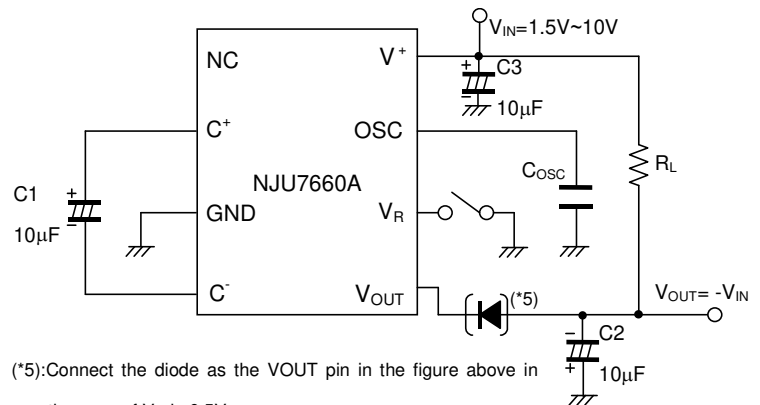 V_IN=1.5V~10V
NC
V+
+ C3
−
10µF
C+
OSC
C_OSC
R_L
NJU7660A
C1
+
10µF
−
GND
V_R
C-
V_OUT
(*5)
V_OUT= -V_IN
− C2
+
10µF
(*5):Connect the diode as the VOUT pin in the figure above in